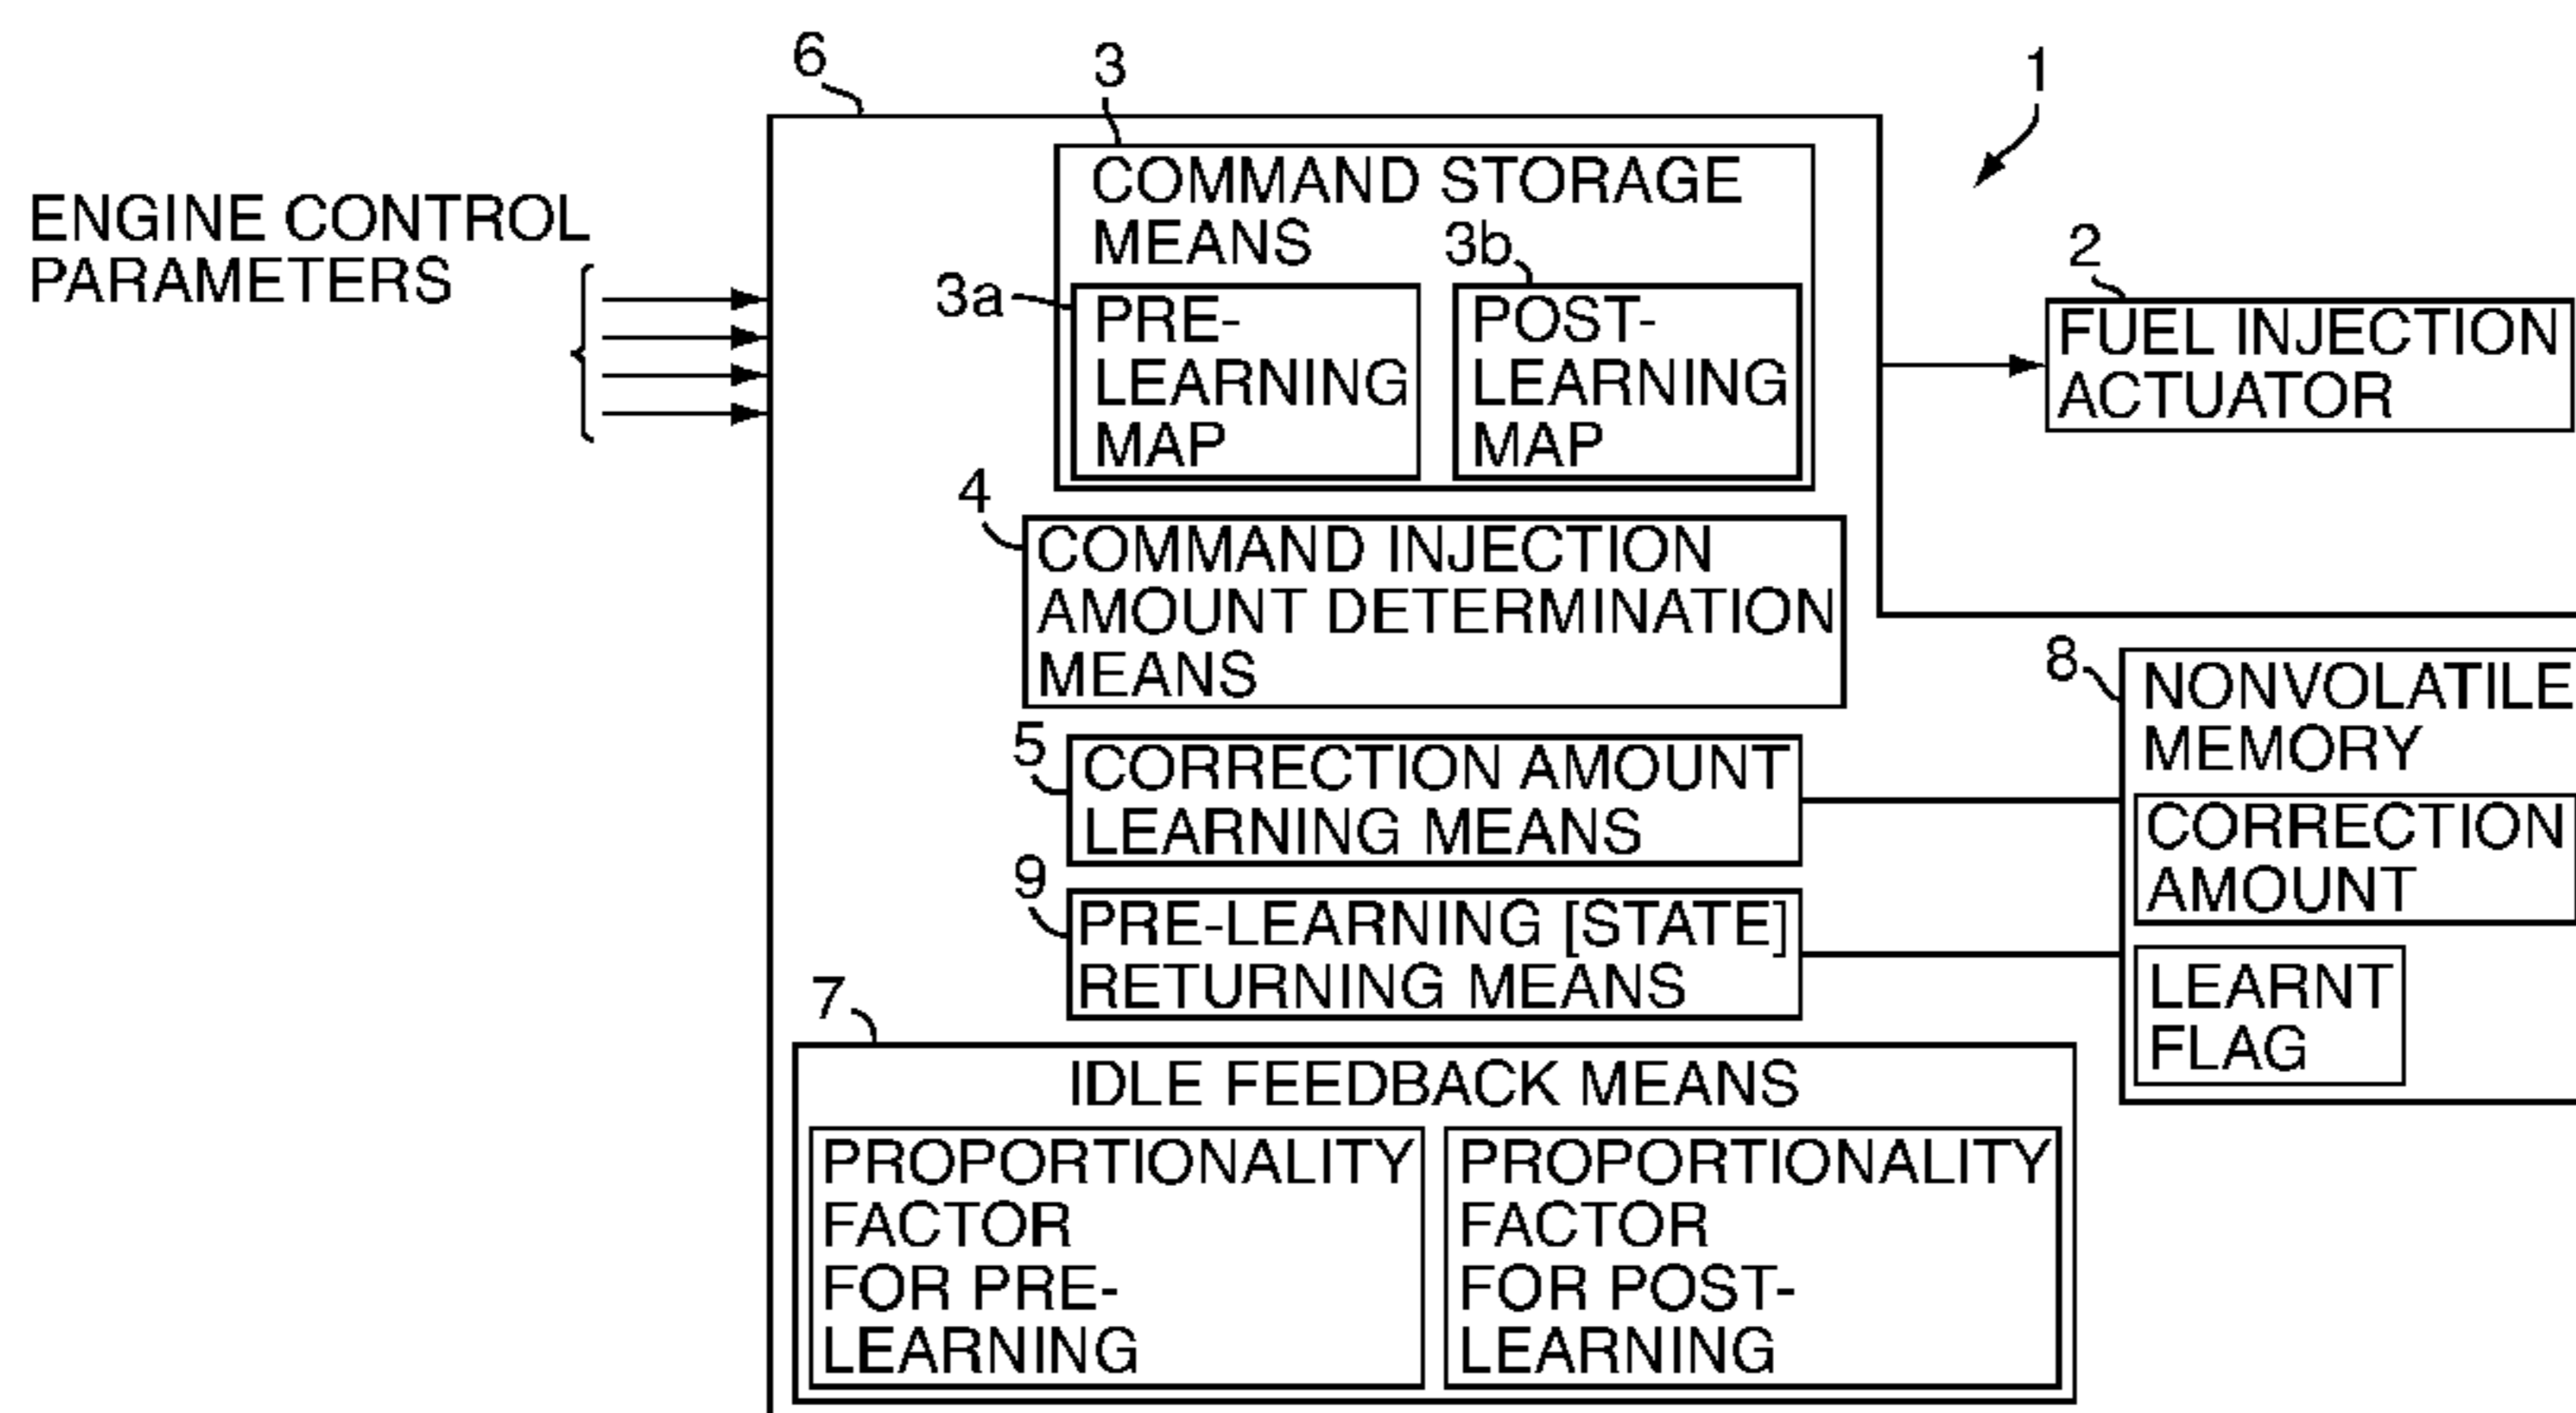 6
3
1
ENGINE CONTROL
PARAMETERS
COMMAND STORAGE
MEANS
3a
PRE-
LEARNING
MAP
3b
POST-
LEARNING
MAP
2
FUEL INJECTION
ACTUATOR
4
COMMAND INJECTION
AMOUNT DETERMINATION
MEANS
5
CORRECTION AMOUNT
LEARNING MEANS
9
PRE-LEARNING [STATE]
RETURNING MEANS
8
NONVOLATILE
MEMORY
CORRECTION
AMOUNT
LEARNT
FLAG
7
IDLE FEEDBACK MEANS
PROPORTIONALITY
FACTOR
FOR PRE-
LEARNING
PROPORTIONALITY
FACTOR
FOR POST-
LEARNING